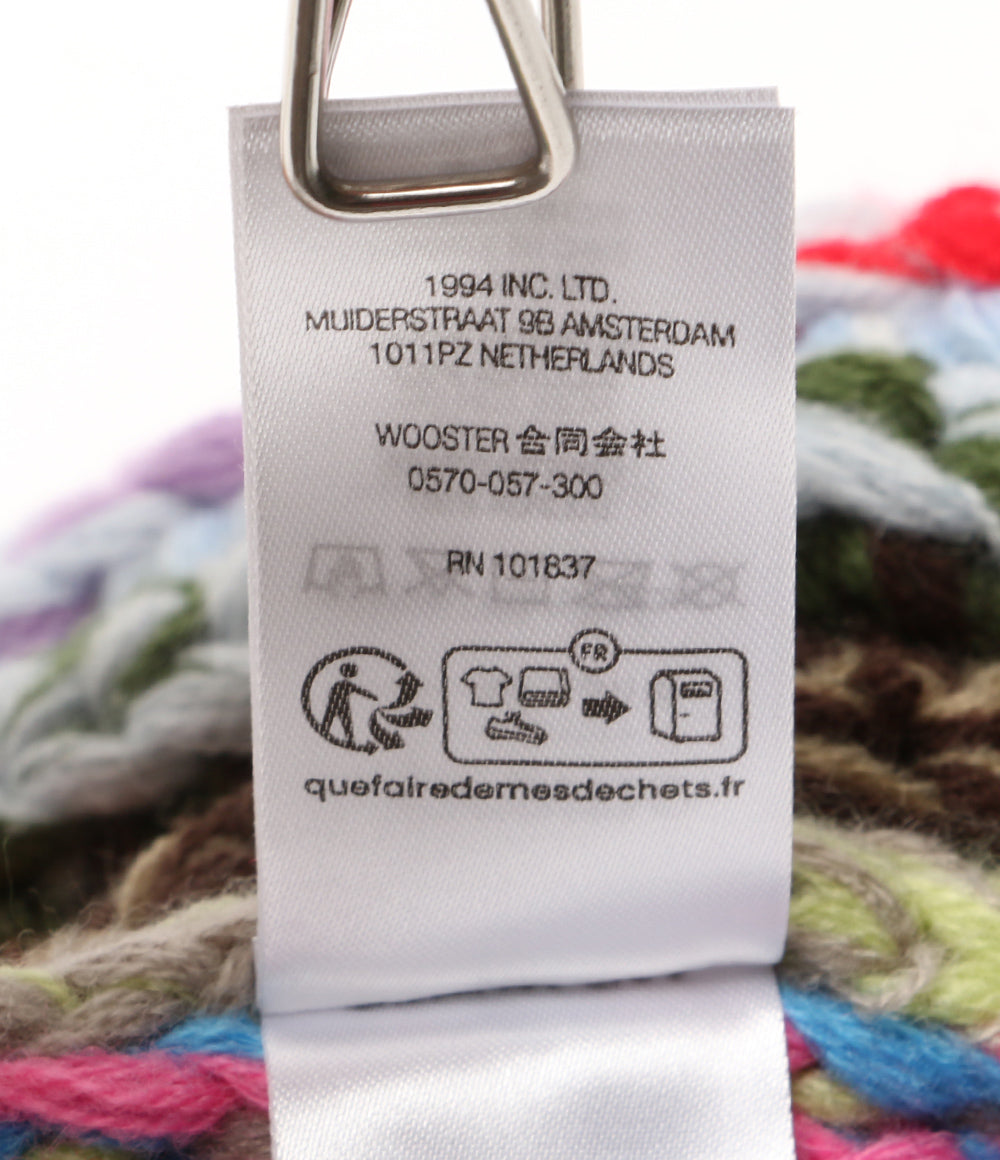 1994 INC. LTD.
MUIDERSTRAAT 9B AMSTERDAM
1011PZ NETHERLANDS
WOOSTER 合同会社
0570-057-300
RN 101837
FR
quefairedemesdechets.fr